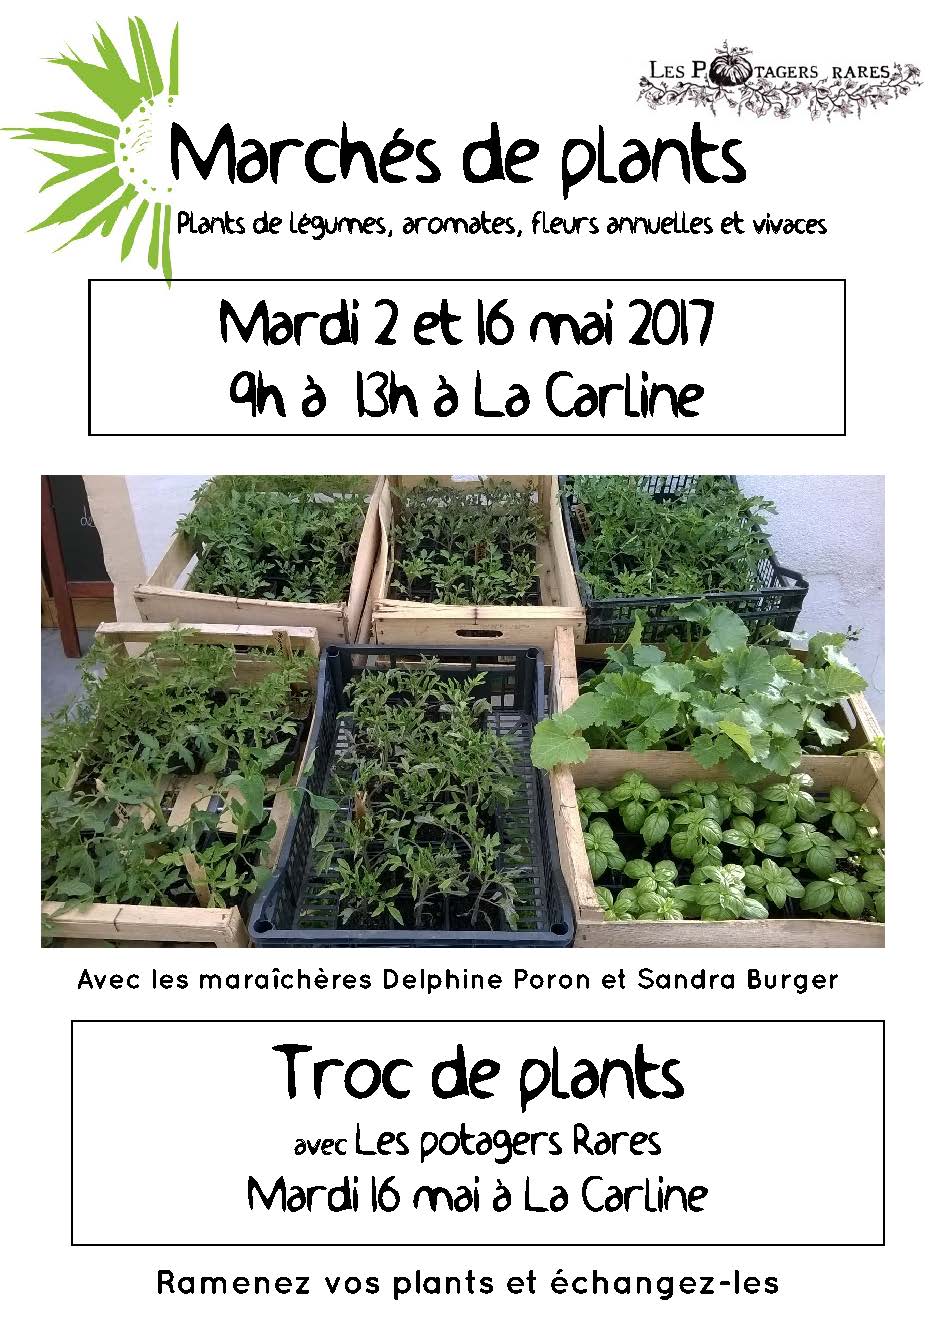 Les Potagers rares
Marchés de plants
Plants de légumes, aromates, fleurs annuelles et vivaces
Mardi 2 et 16 mai 2017
9h à 13h à La Carline
Avec les maraîchères Delphine Poron et Sandra Burger
Troc de plants
avec Les potagers Rares
Mardi 16 mai à La Carline
Ramenez vos plants et échangez-les